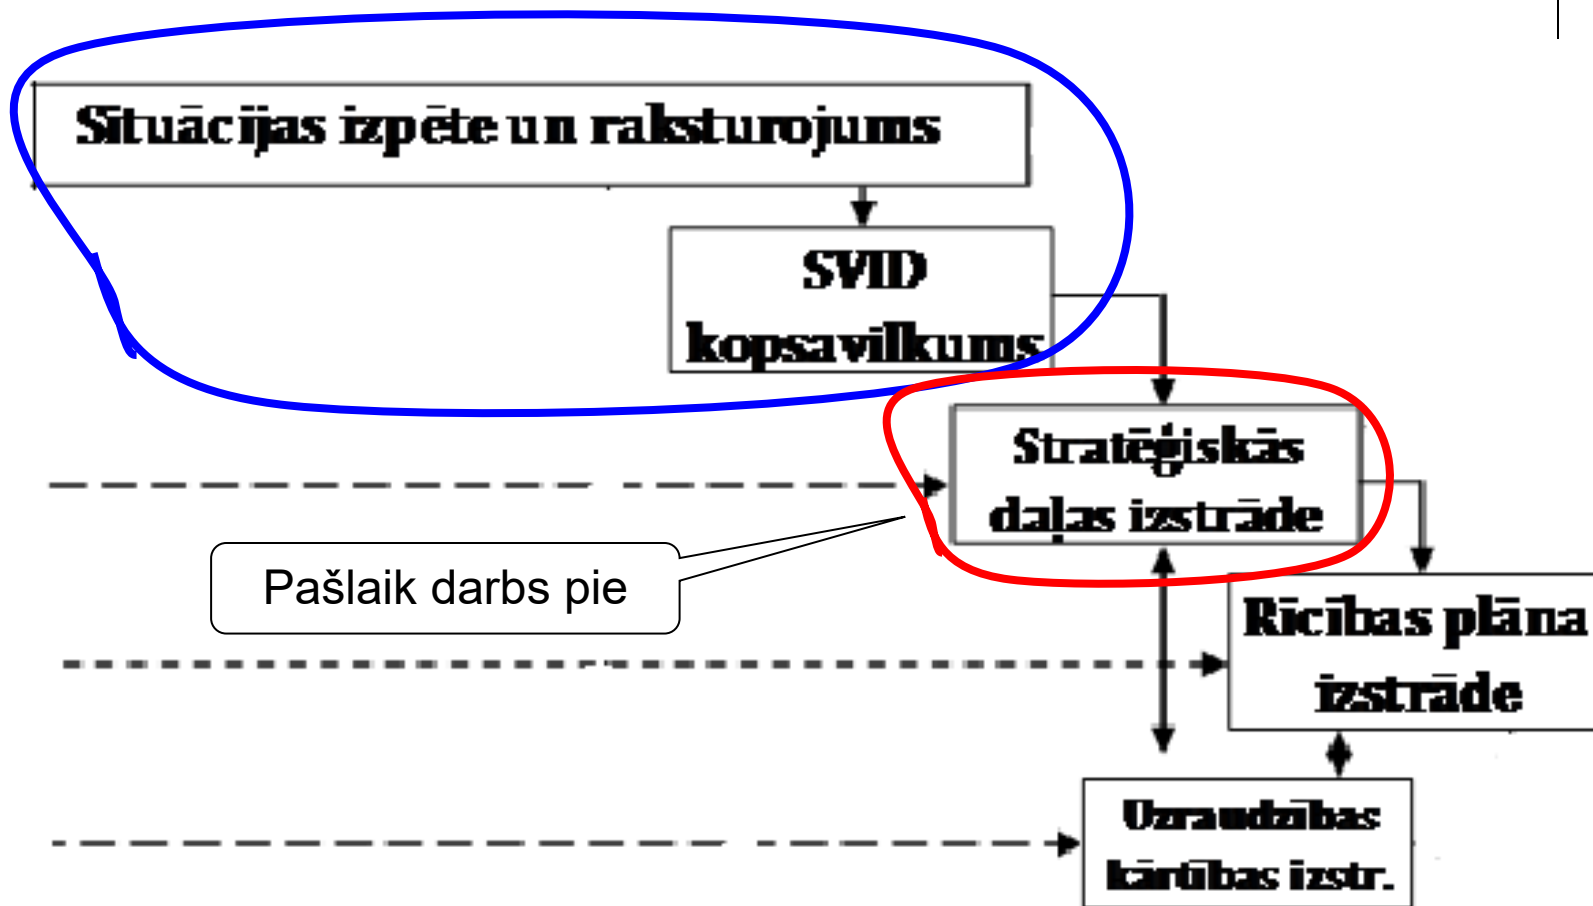 Situācijas izpēte un raksturojums
SVID
kopsavilkums
Stratēģiskās
daļas izstrāde
Pašlaik darbs pie
Rīcības plāna
izstrāde
Uzraudzības
kārtības izstr.